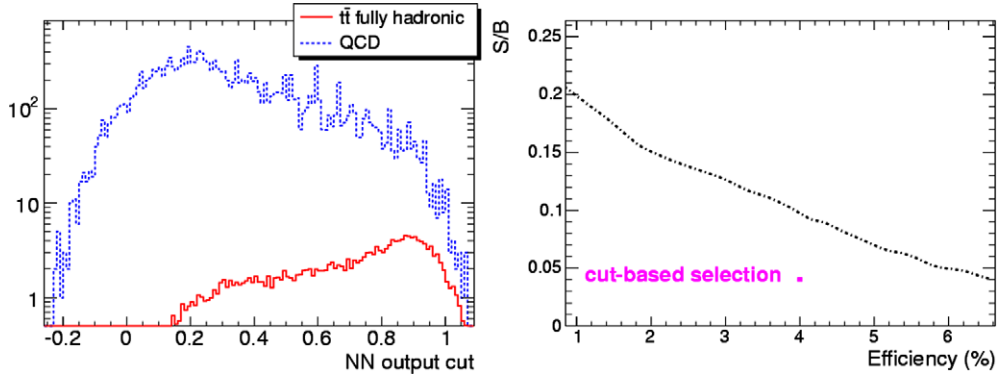 tt̄ fully hadronic
QCD
10²
10
1
-0.2 0 0.2 0.4 0.6 0.8 1
NN output cut
S/B
0.25
0.2
0.15
0.1
0.05
0
cut-based selection
1 2 3 4 5 6
Efficiency (%)